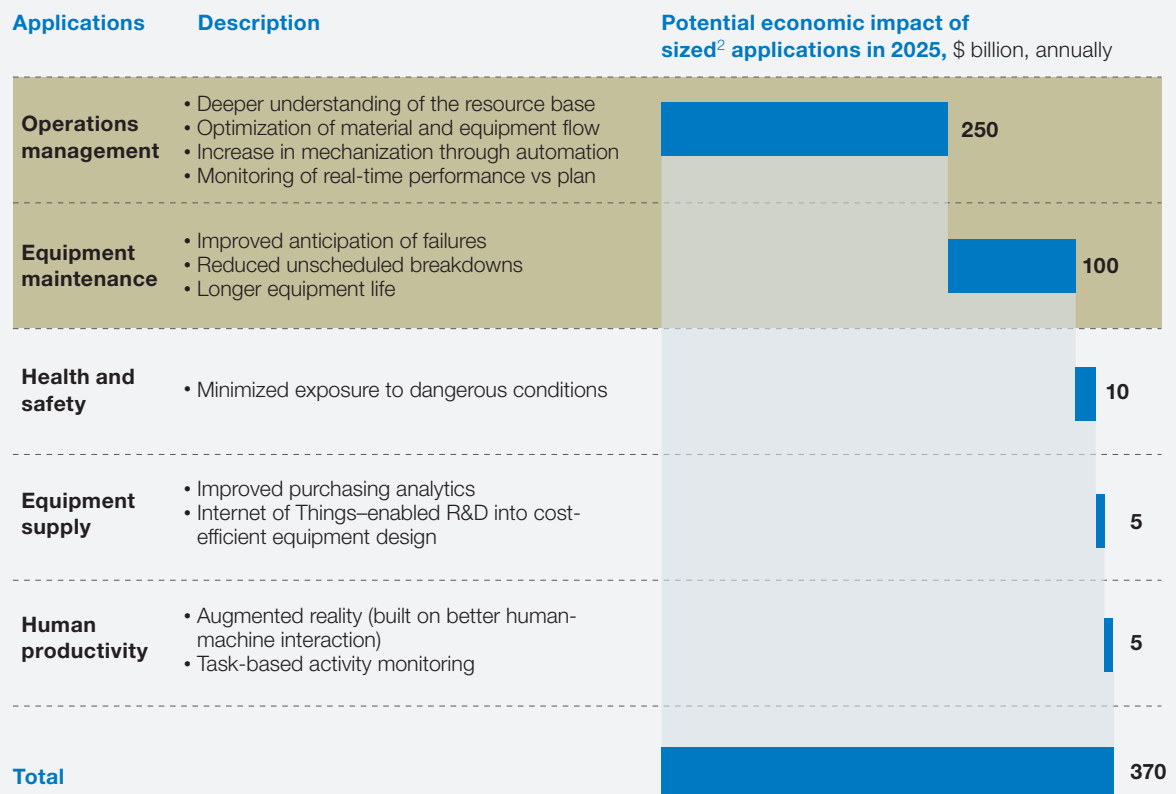 Applications
Description
Potential economic impact of
sized2 applications in 2025, $ billion, annually
Operations
management
• Deeper understanding of the resource base
• Optimization of material and equipment flow
• Increase in mechanization through automation
• Monitoring of real-time performance vs plan
250
Equipment
maintenance
• Improved anticipation of failures
• Reduced unscheduled breakdowns
• Longer equipment life
100
Health and
safety
• Minimized exposure to dangerous conditions
10
Equipment
supply
• Improved purchasing analytics
• Internet of Things–enabled R&D into cost-
efficient equipment design
5
Human
productivity
• Augmented reality (built on better human-
machine interaction)
• Task-based activity monitoring
5
Total
370